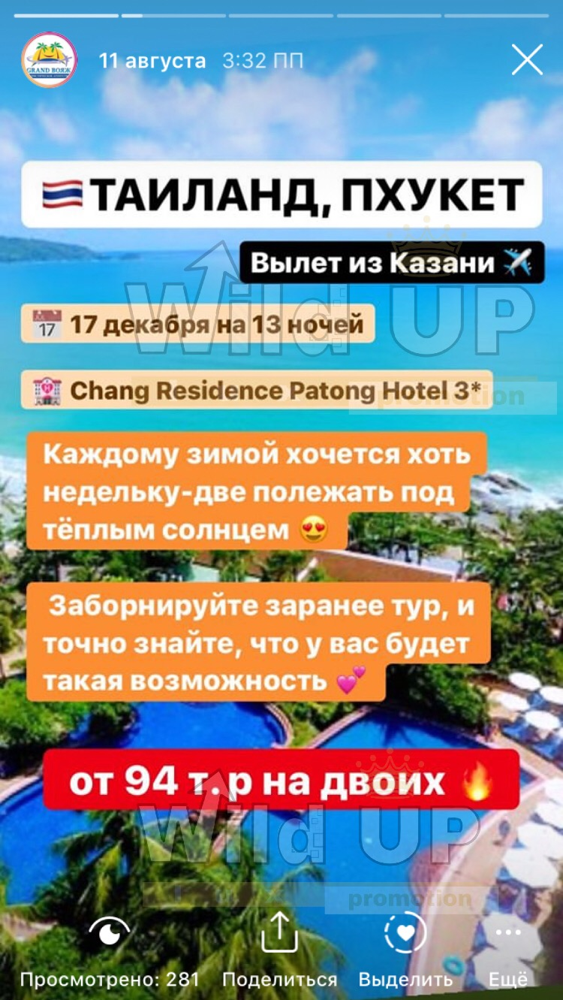 GRAND ВОЯЖ
11 августа 3:32 ПП
ТАИЛАНД, ПХУКЕТ
Вылет из Казани
17
17 декабря на 13 ночей
Wild UP
Chang Residence Patong Hotel 3*
promotion
Каждому зимой хочется хоть
недельку-две полежать под
тёплым солнцем
Заборнируйте заранее тур, и
точно знайте, что у вас будет
такая возможность
от 94 т.р на двоих
Wild UP
promotion
Просмотрено: 281 Поделиться Выделить Ещё